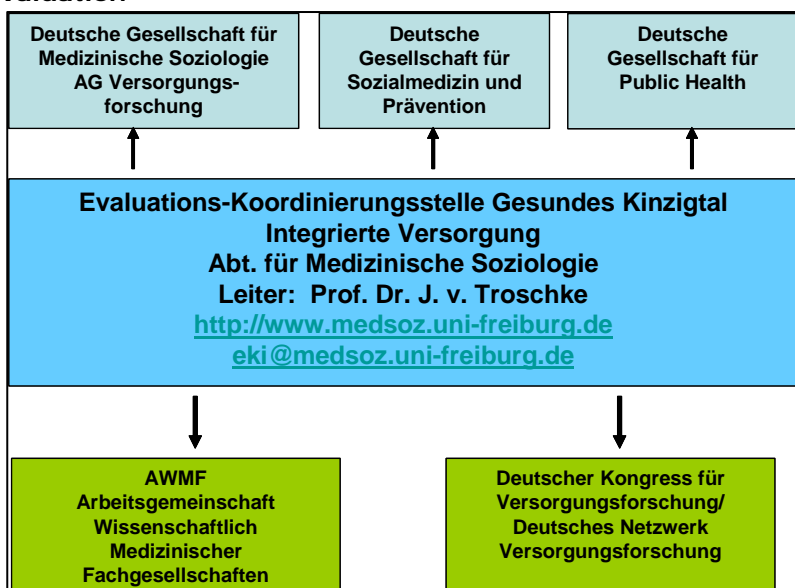 Deutsche Gesellschaft für
Medizinische Soziologie
AG Versorgungs-
forschung
Deutsche
Gesellschaft für
Sozialmedizin und
Prävention
Deutsche
Gesellschaft für
Public Health
Evaluations-Koordinierungsstelle Gesundes Kinzigtal
Integrierte Versorgung
Abt. für Medizinische Soziologie
Leiter: Prof. Dr. J. v. Troschke
http://www.medsoz.uni-freiburg.de
eki@medsoz.uni-freiburg.de
AWMF
Arbeitsgemeinschaft
Wissenschaftlich
Medizinischer
Fachgesellschaften
Deutscher Kongress für
Versorgungsforschung/
Deutsches Netzwerk
Versorgungsforschung